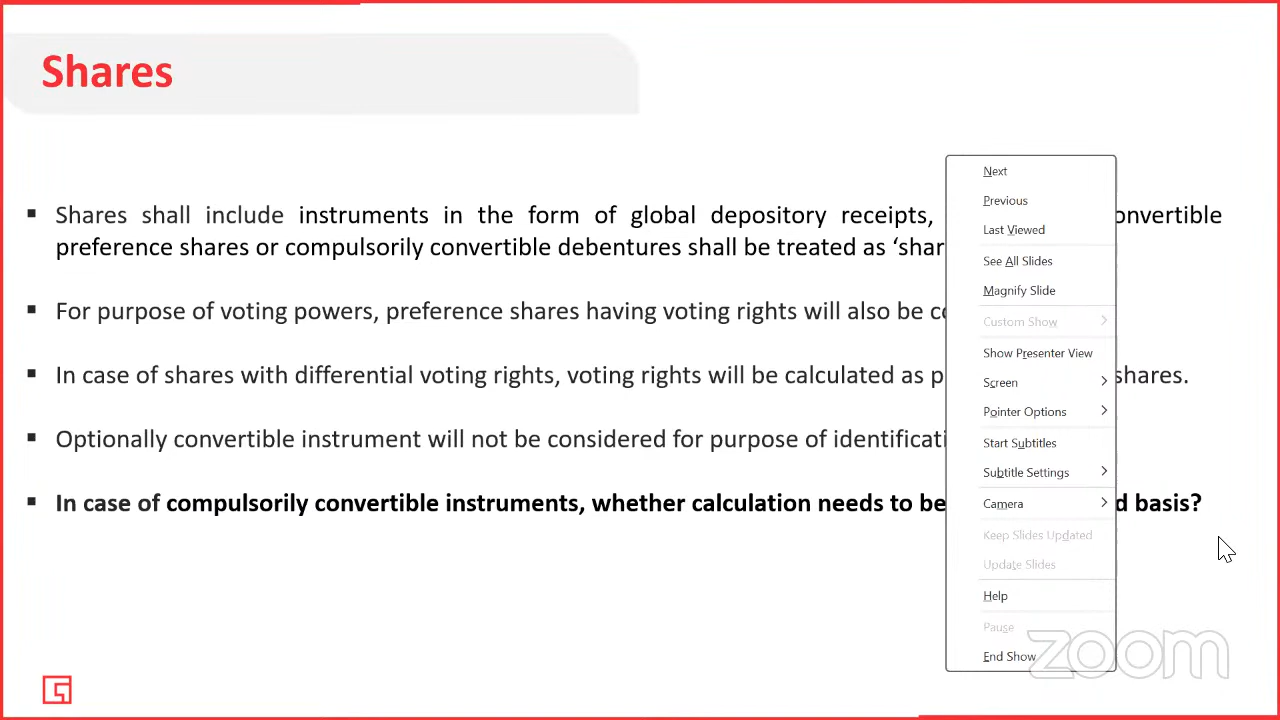 Shares
▪ Shares shall include instruments in the form of global depository receipts, onvertible
preference shares or compulsorily convertible debentures shall be treated as ‘shar
▪ For purpose of voting powers, preference shares having voting rights will also be c
▪ In case of shares with differential voting rights, voting rights will be calculated as p shares.
▪ Optionally convertible instrument will not be considered for purpose of identificati
▪ In case of compulsorily convertible instruments, whether calculation needs to be d basis?
Next
Previous
Last Viewed
See All Slides
Magnify Slide
Custom Show
Show Presenter View
Screen
Pointer Options
Start Subtitles
Subtitle Settings
Camera
Keep Slides Updated
Update Slides
Help
Pause
End Show
zoom